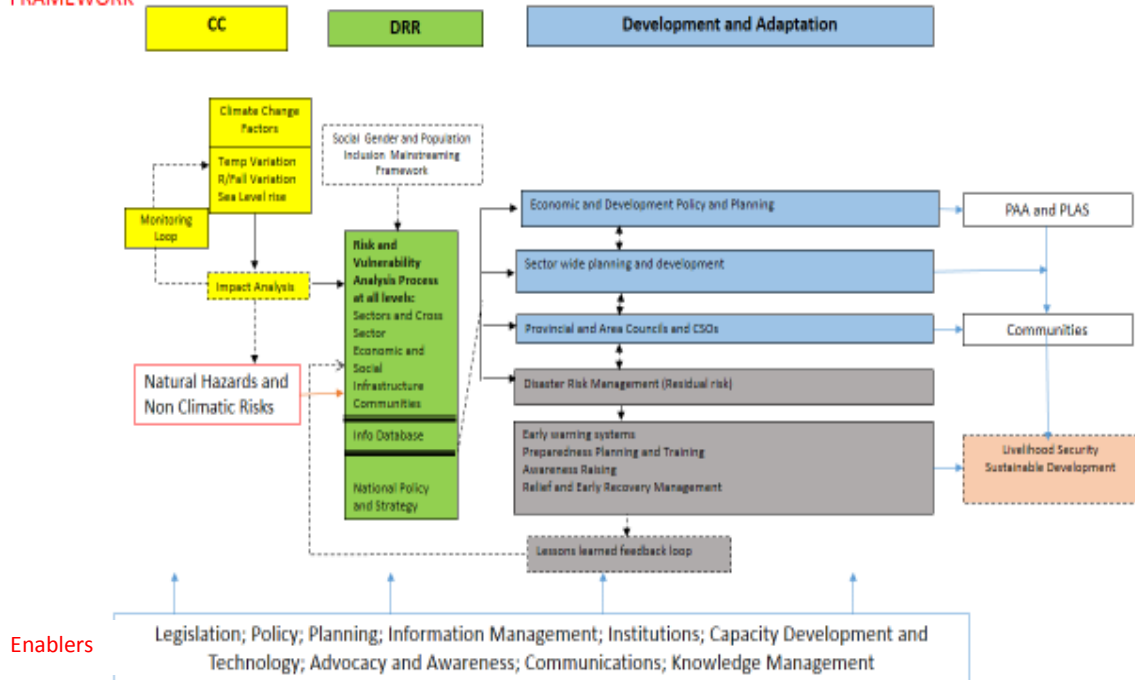 FRAMEWORK
CC
DRR
Development and Adaptation
Climate Change
Factors
Temp Variation
R/Fall Variation
Sea Level rise
Monitoring
Loop
Impact Analysis
Natural Hazards and
Non Climatic Risks
Social Gender and Population
Inclusion Mainstreaming
Framework
Risk and
Vulnerability
Analysis Process
at all levels:
Sectors and Cross
Sector
Economic and
Social
Infrastructure
Communities
Info Database
National Policy
and Strategy
Economic and Development Policy and Planning
Sector wide planning and development
Provincial and Area Councils and CSOs
Disaster Risk Management (Residual risk)
Early warning systems
Preparedness Planning and Training
Awareness Raising
Relief and Early Recovery Management
Lessons learned feedback loop
PAA and PLAS
Communities
Livelihood Security
Sustainable Development
Enablers
Legislation; Policy; Planning; Information Management; Institutions; Capacity Development and
Technology; Advocacy and Awareness; Communications; Knowledge Management